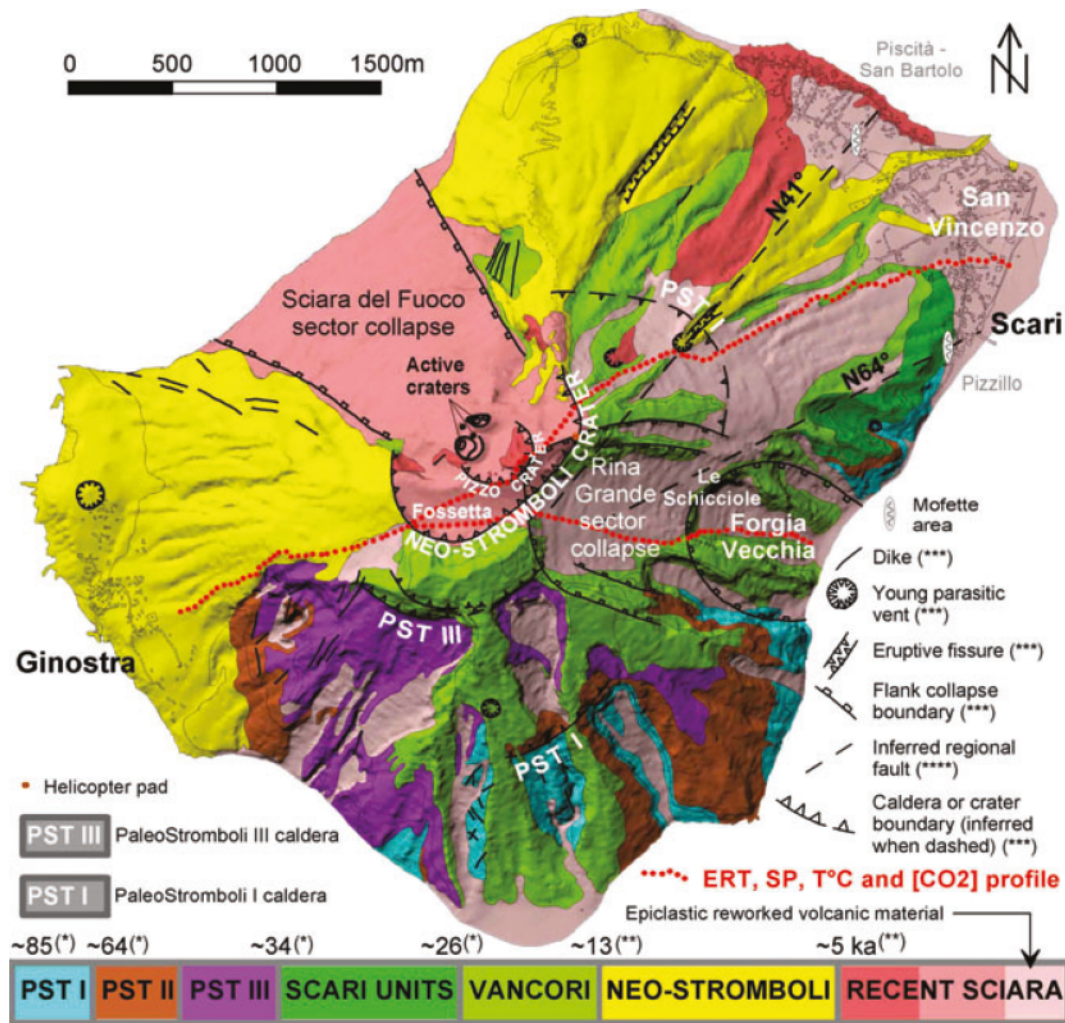 0 500 1000 1500m
N
Piscità -
San Bartolo
N41°
San
Vincenzo
PST I
Sciara del Fuoco
sector collapse
Scari
Active
craters
N64°
Pizzillo
PIZZO CRATER
NEO-STROMBOLI CRATER
Fossetta
Rina
Grande
sector
collapse
Le
Schicciole
Forgia
Vecchia
PST III
Ginostra
PST I
Mofette
area
Dike (***)
Young parasitic
vent (***)
Eruptive fissure (***)
Flank collapse
boundary (***)
Inferred regional
fault (****)
Caldera or crater
boundary (inferred
when dashed) (***)
ERT, SP, T°C and [CO2] profile
Epiclastic reworked volcanic material
Helicopter pad
PST III PaleoStromboli III caldera
PST I PaleoStromboli I caldera
~85(*) ~64(*) ~34(*) ~26(*) ~13(**) ~5 ka(**)
PST I PST II PST III SCARI UNITS VANCORI NEO-STROMBOLI RECENT SCIARA